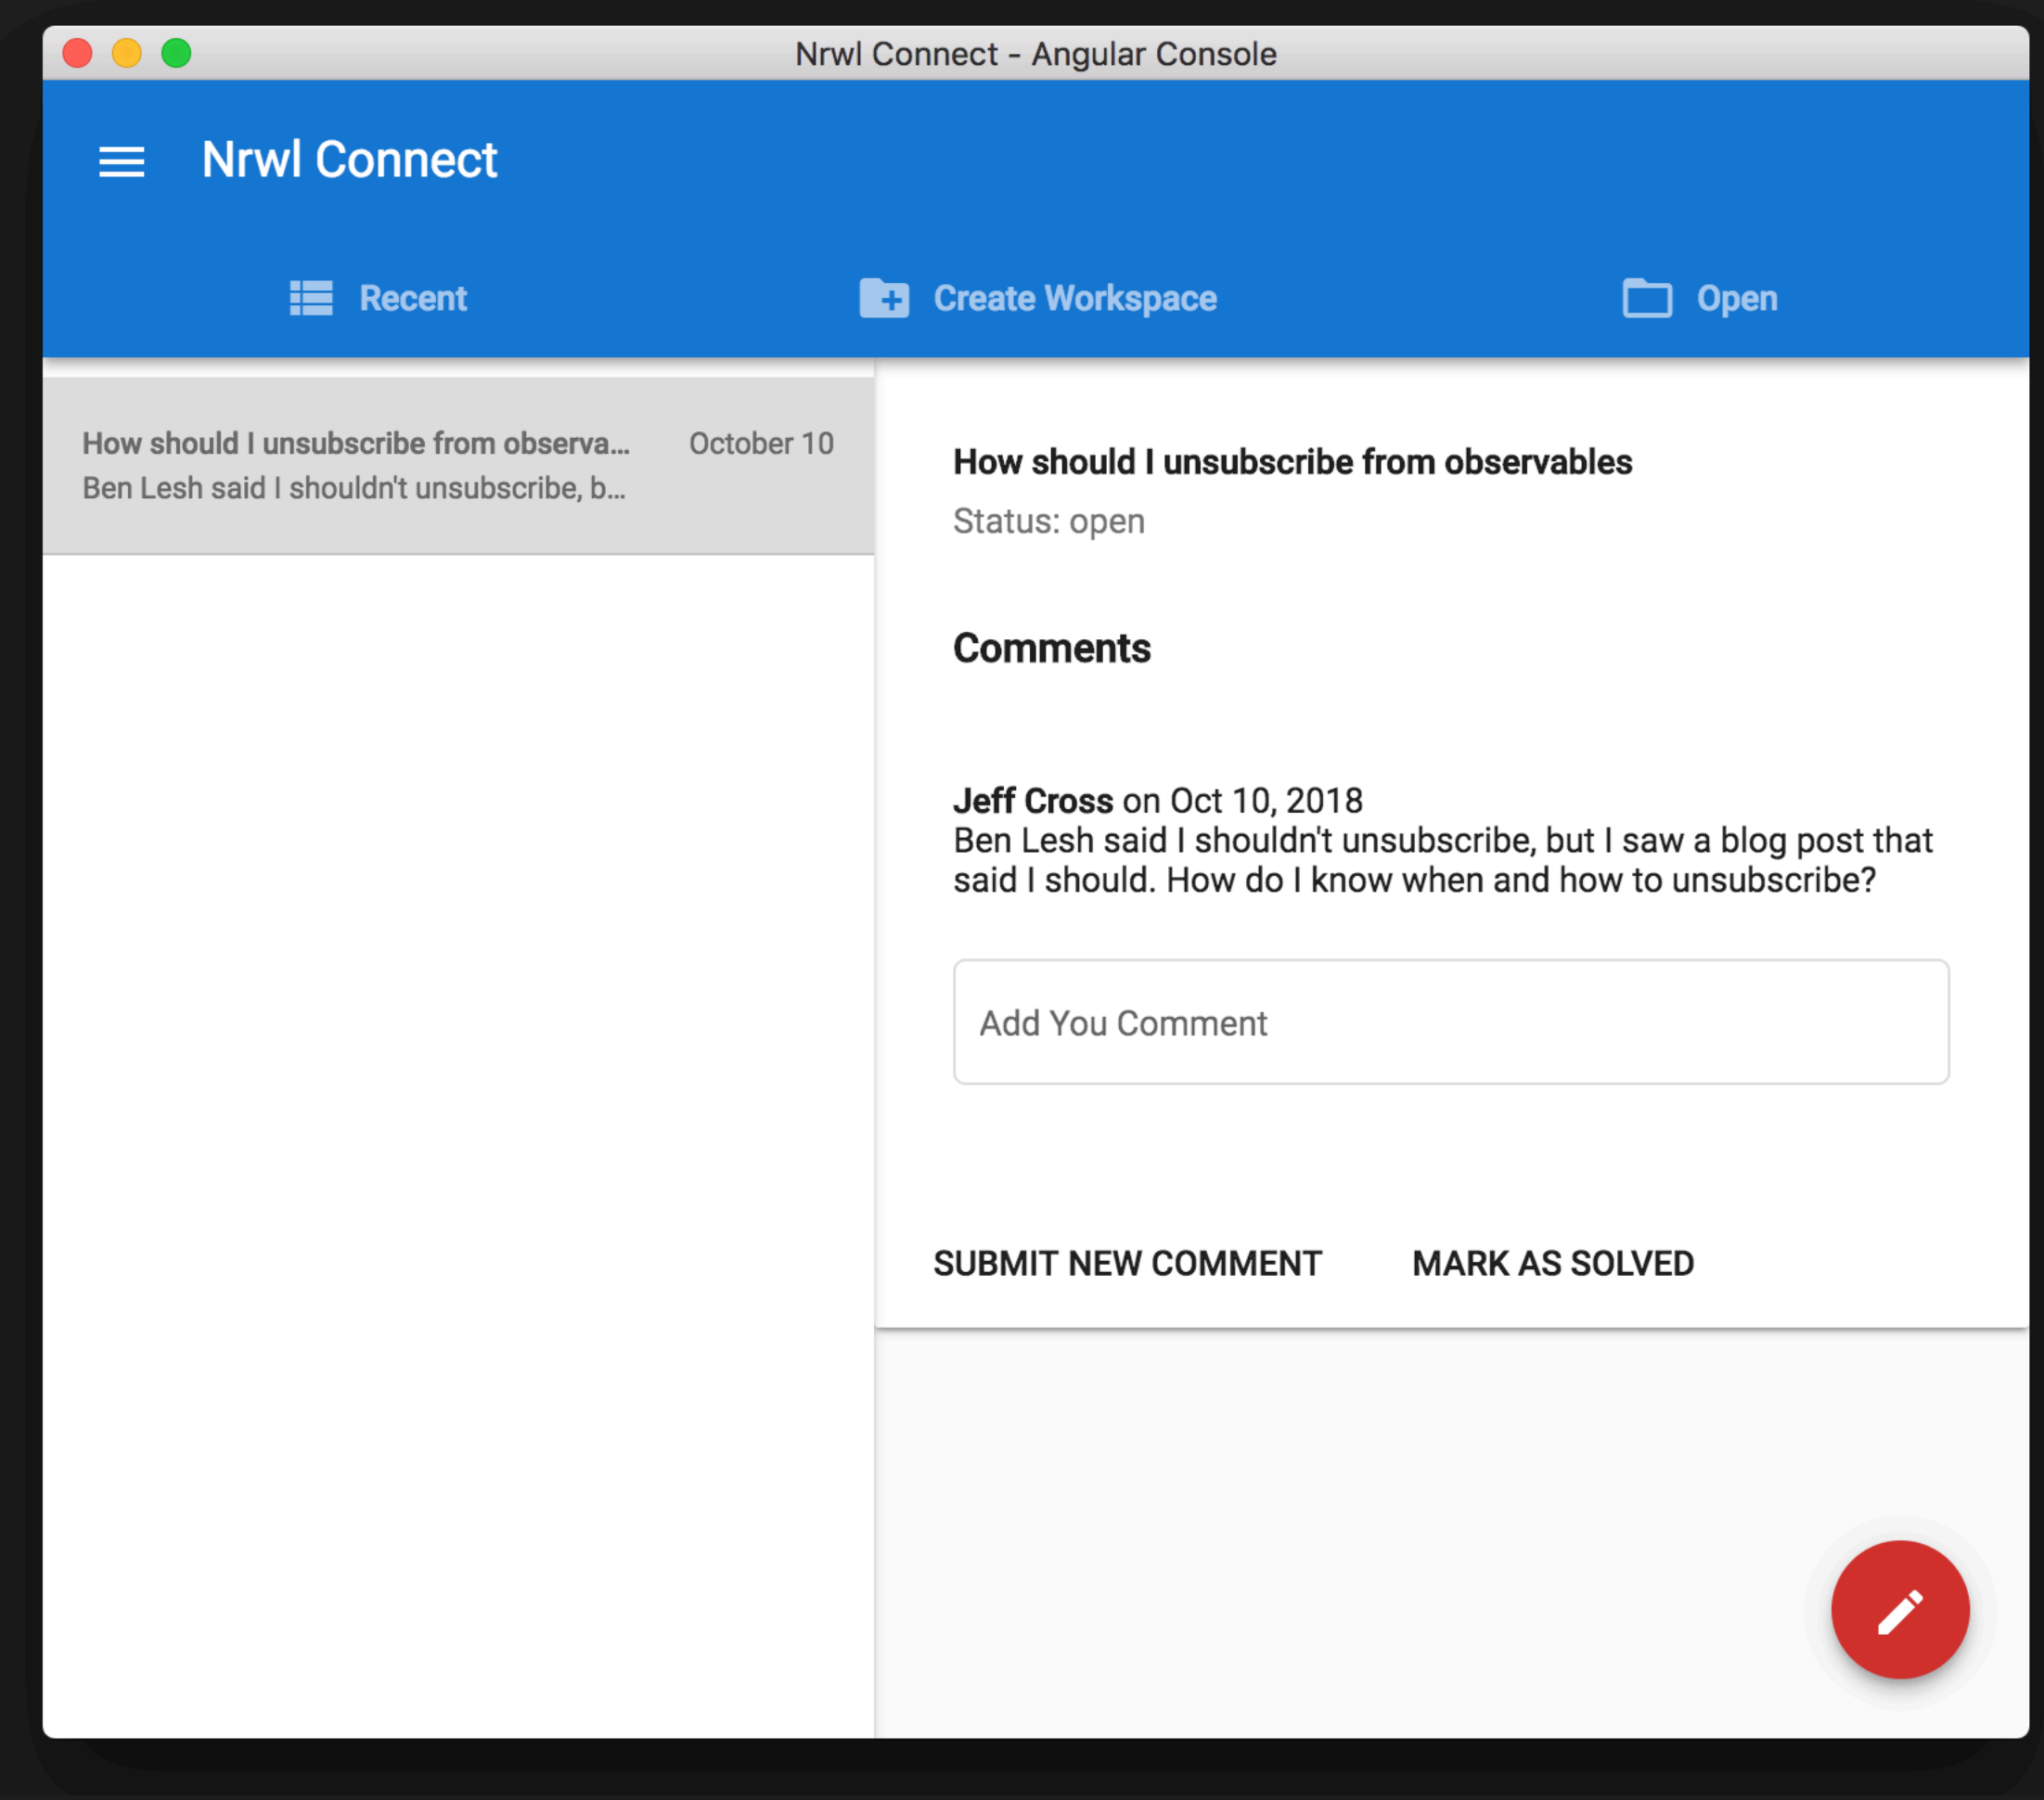 Nrwl Connect - Angular Console
Nrwl Connect
Recent
Create Workspace
Open
How should I unsubscribe from observa...
October 10
Ben Lesh said I shouldn't unsubscribe, b...
How should I unsubscribe from observables
Status: open
Comments
Jeff Cross on Oct 10, 2018
Ben Lesh said I shouldn't unsubscribe, but I saw a blog post that
said I should. How do I know when and how to unsubscribe?
Add You Comment
SUBMIT NEW COMMENT
MARK AS SOLVED